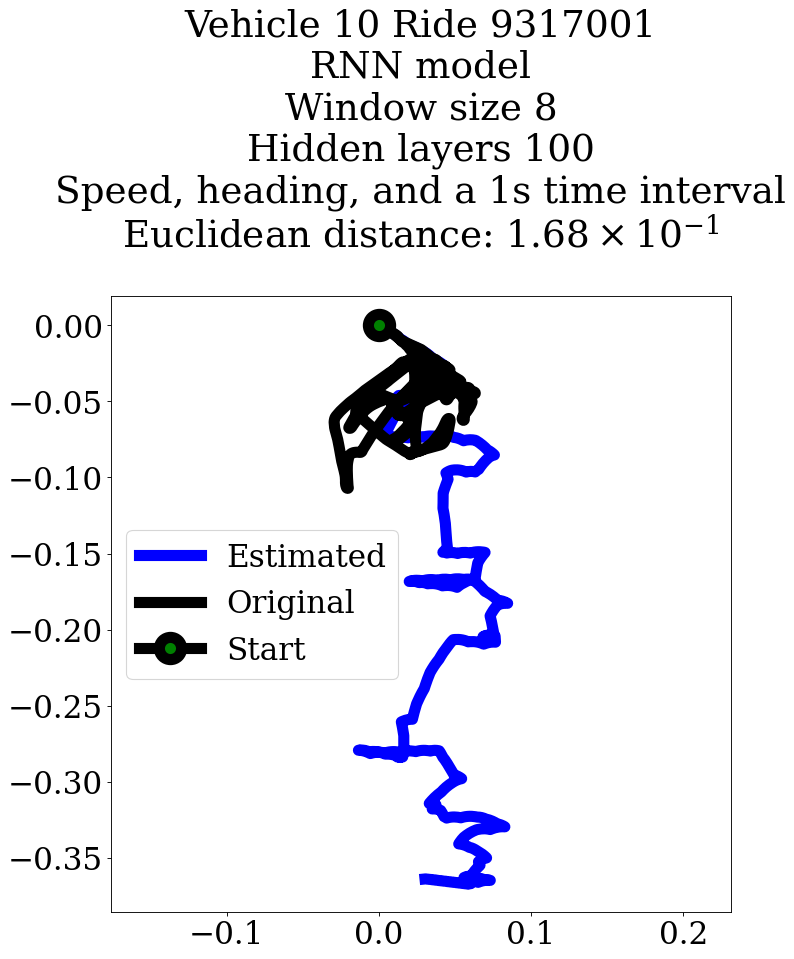 Vehicle 10 Ride 9317001
RNN model
Window size 8
Hidden layers 100
Speed, heading, and a 1s time interval
Euclidean distance: 1.68 × 10⁻¹
0.00
−0.05
−0.10
−0.15
−0.20
−0.25
−0.30
−0.35
Estimated
Original
Start
−0.1 0.0 0.1 0.2